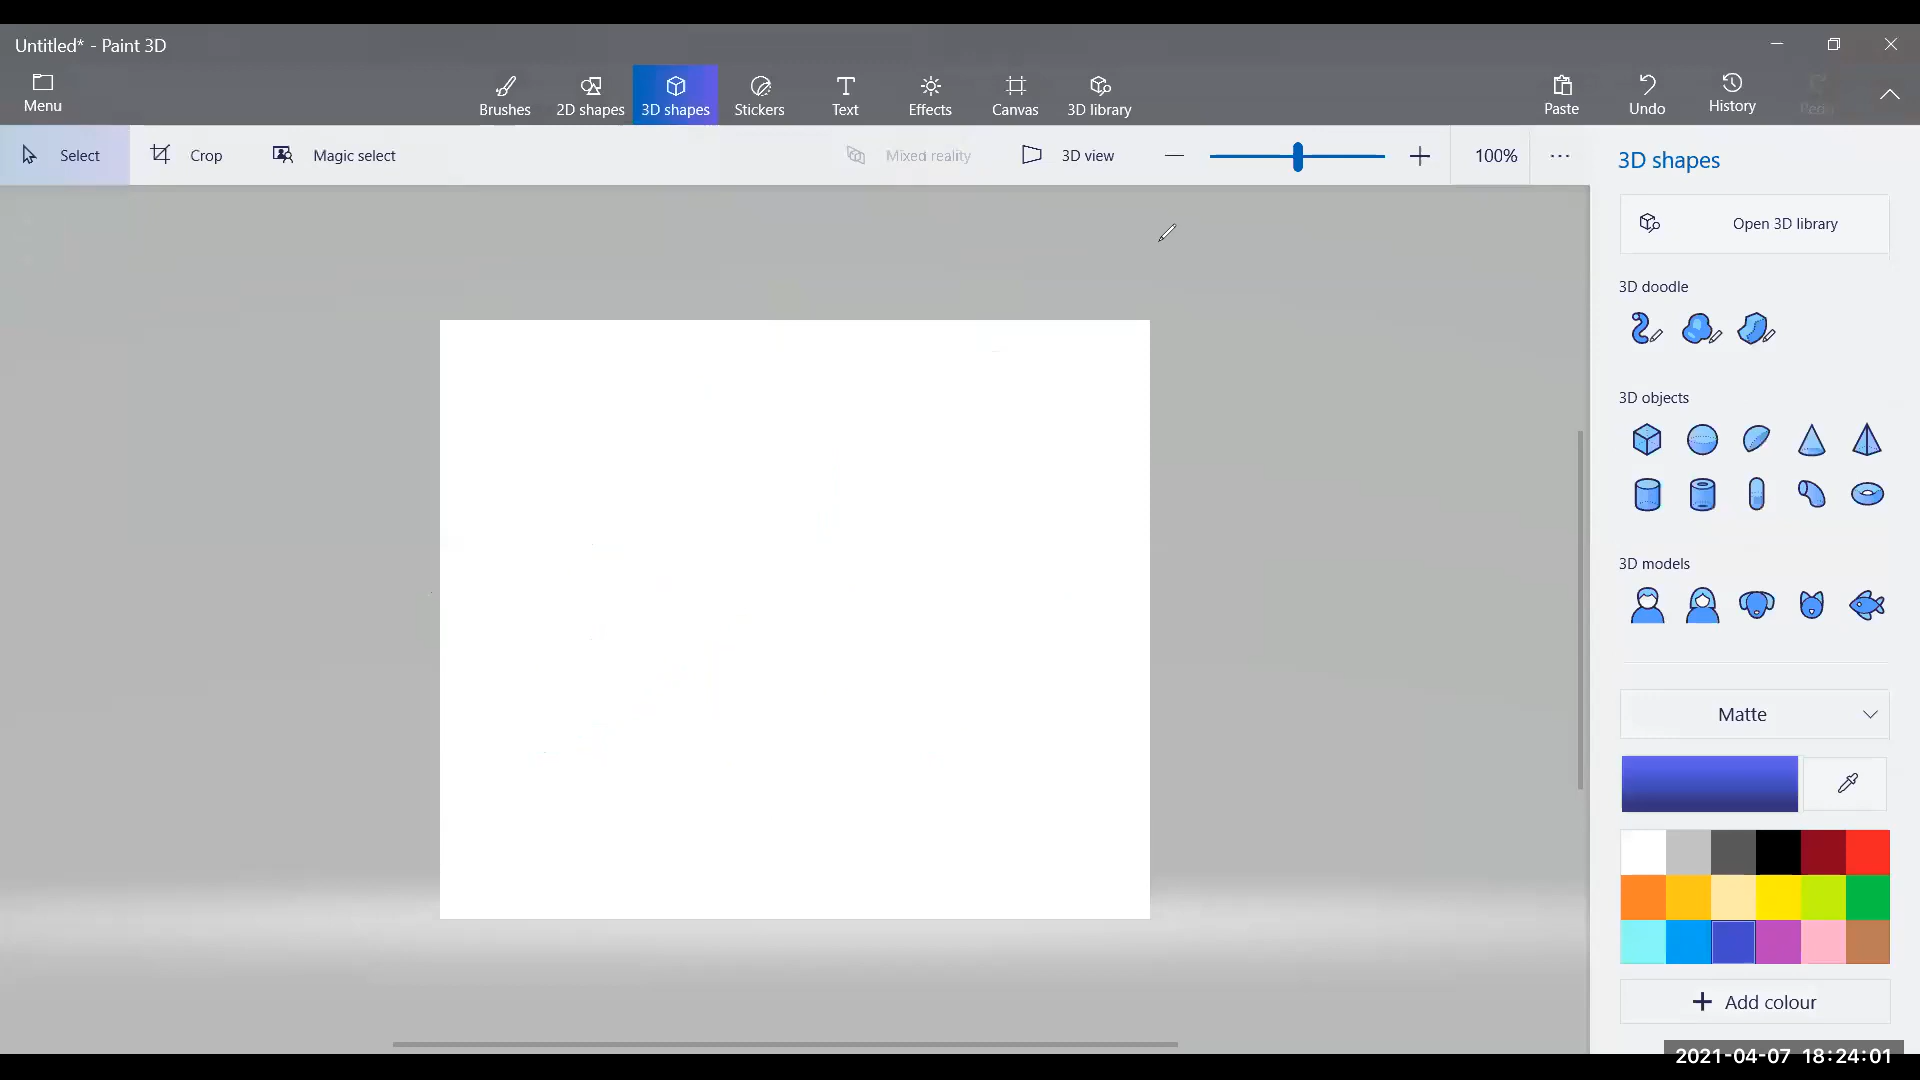 Untitled* - Paint 3D
Menu
Brushes
2D shapes
3D shapes
Stickers
Text
Effects
Canvas
3D library
Paste
Undo
History
Select
Crop
Magic select
Mixed reality
3D view
100%
3D shapes
Open 3D library
3D doodle
3D objects
3D models
Matte
Add colour
2021-04-07 18:24:01